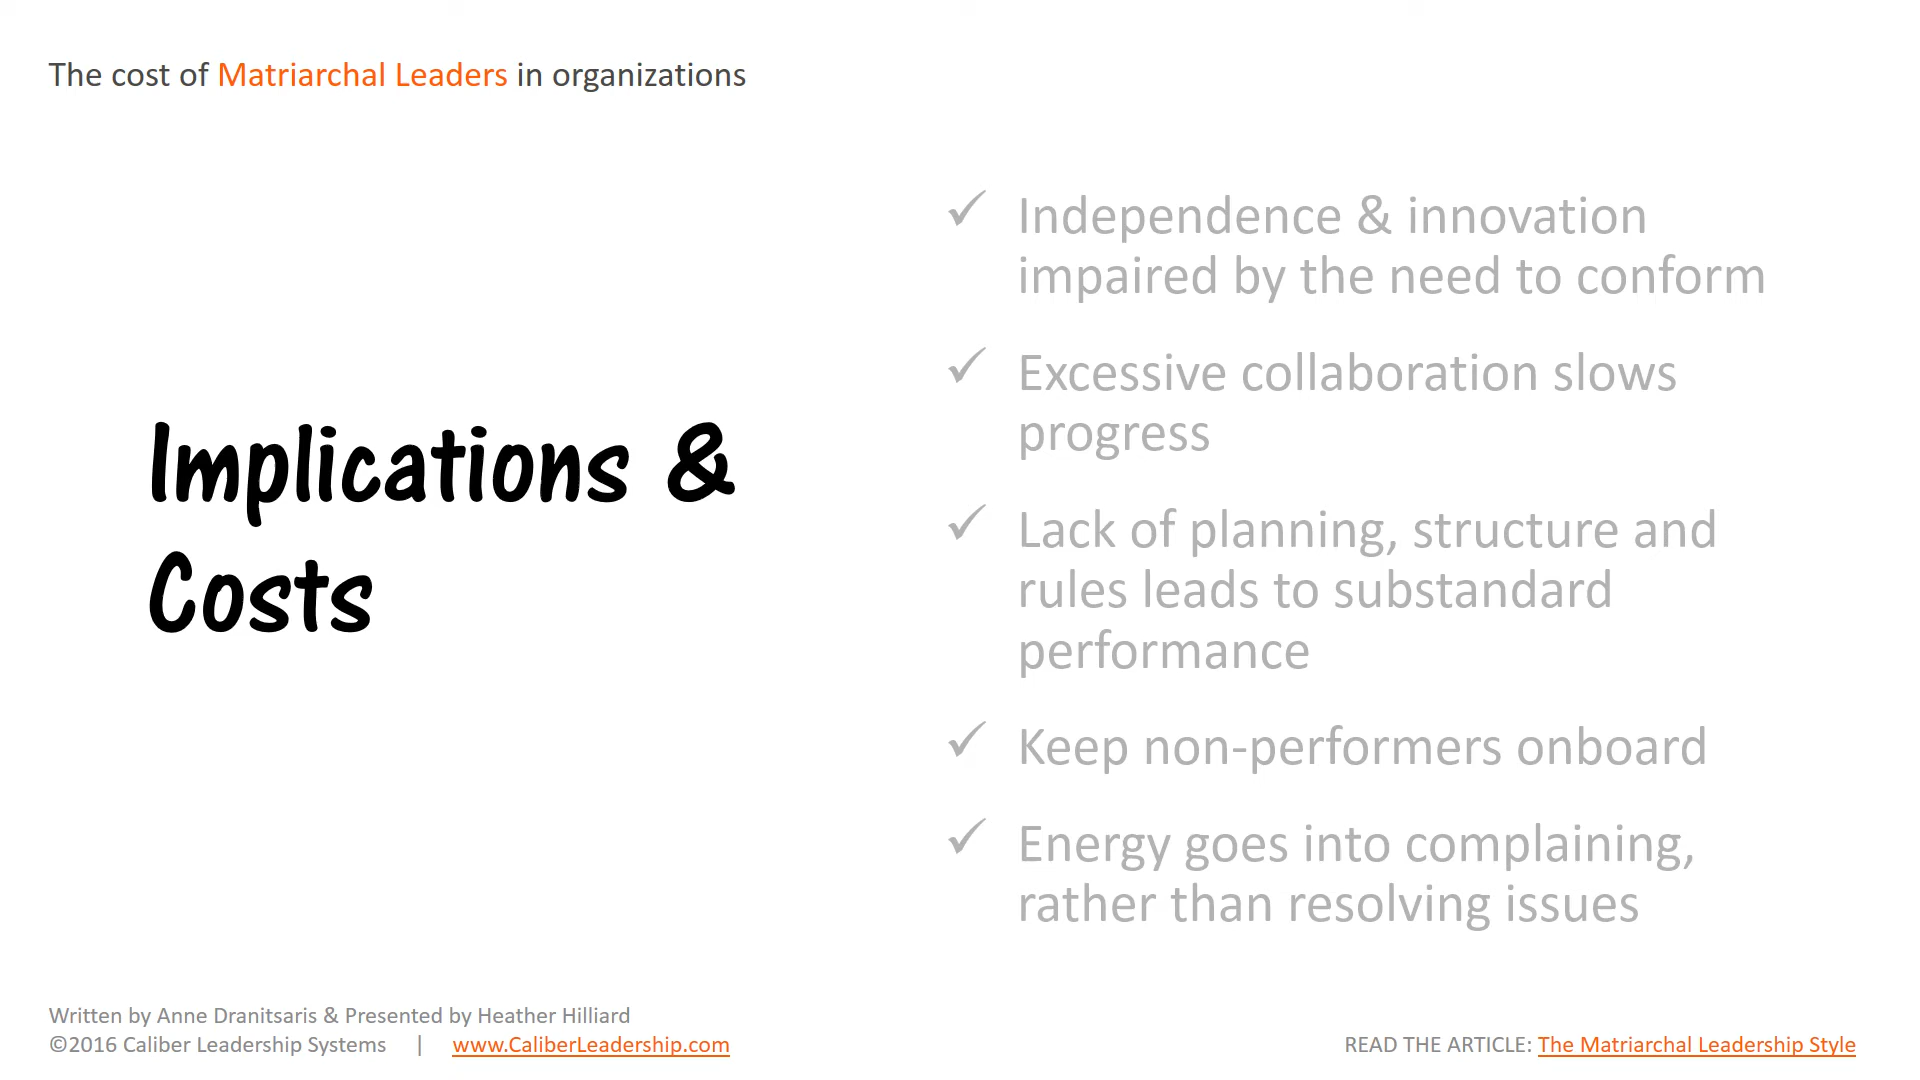 The cost of Matriarchal Leaders in organizations
Implications &
Costs
✓ Independence & innovation
impaired by the need to conform
✓ Excessive collaboration slows
progress
✓ Lack of planning, structure and
rules leads to substandard
performance
✓ Keep non-performers onboard
✓ Energy goes into complaining,
rather than resolving issues
Written by Anne Dranitsaris & Presented by Heather Hilliard
©2016 Caliber Leadership Systems | www.CaliberLeadership.com
READ THE ARTICLE: The Matriarchal Leadership Style